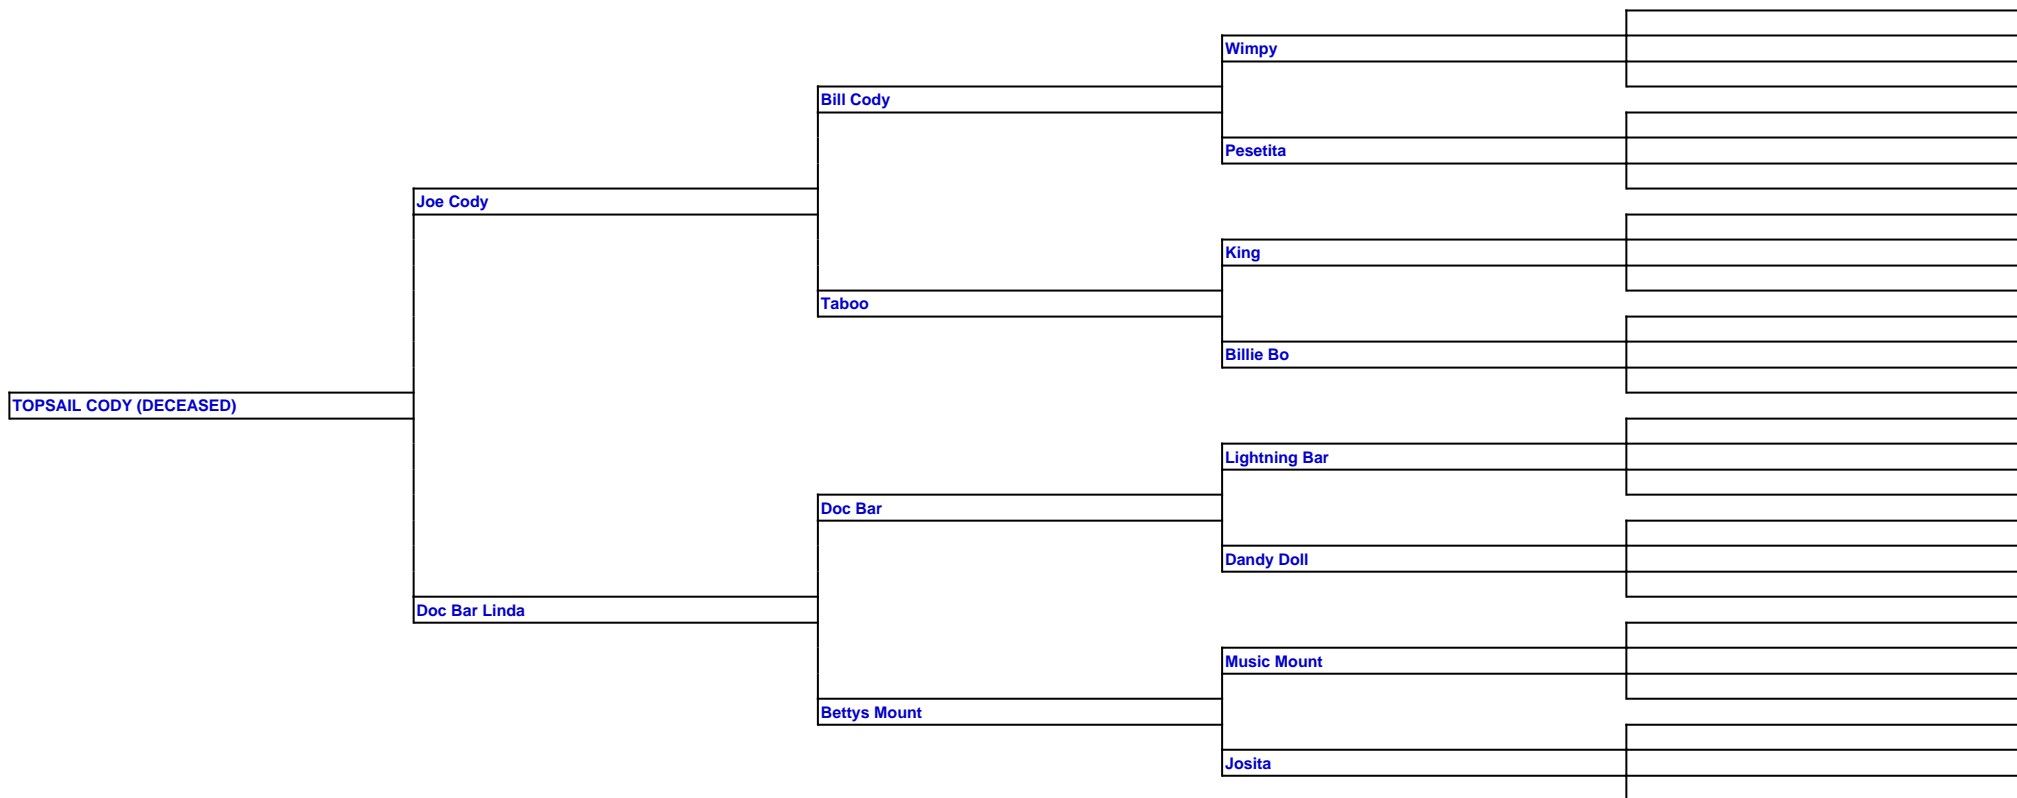 Wimpy
Bill Cody
Pesetita
Joe Cody
King
Taboo
Billie Bo
TOPSAIL CODY (DECEASED)
Lightning Bar
Doc Bar
Dandy Doll
Doc Bar Linda
Music Mount
Bettys Mount
Josita